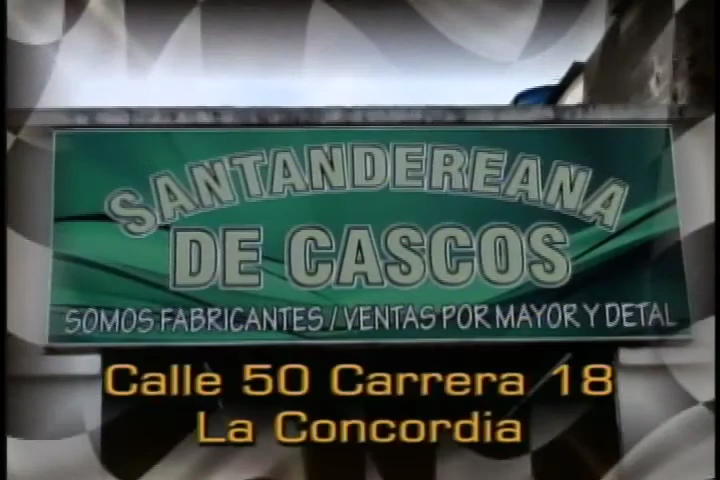 SANTANDEREANA
DE CASCOS
SOMOS FABRICANTES / VENTAS POR MAYOR Y DETAL
Calle 50 Carrera 18
La Concordia